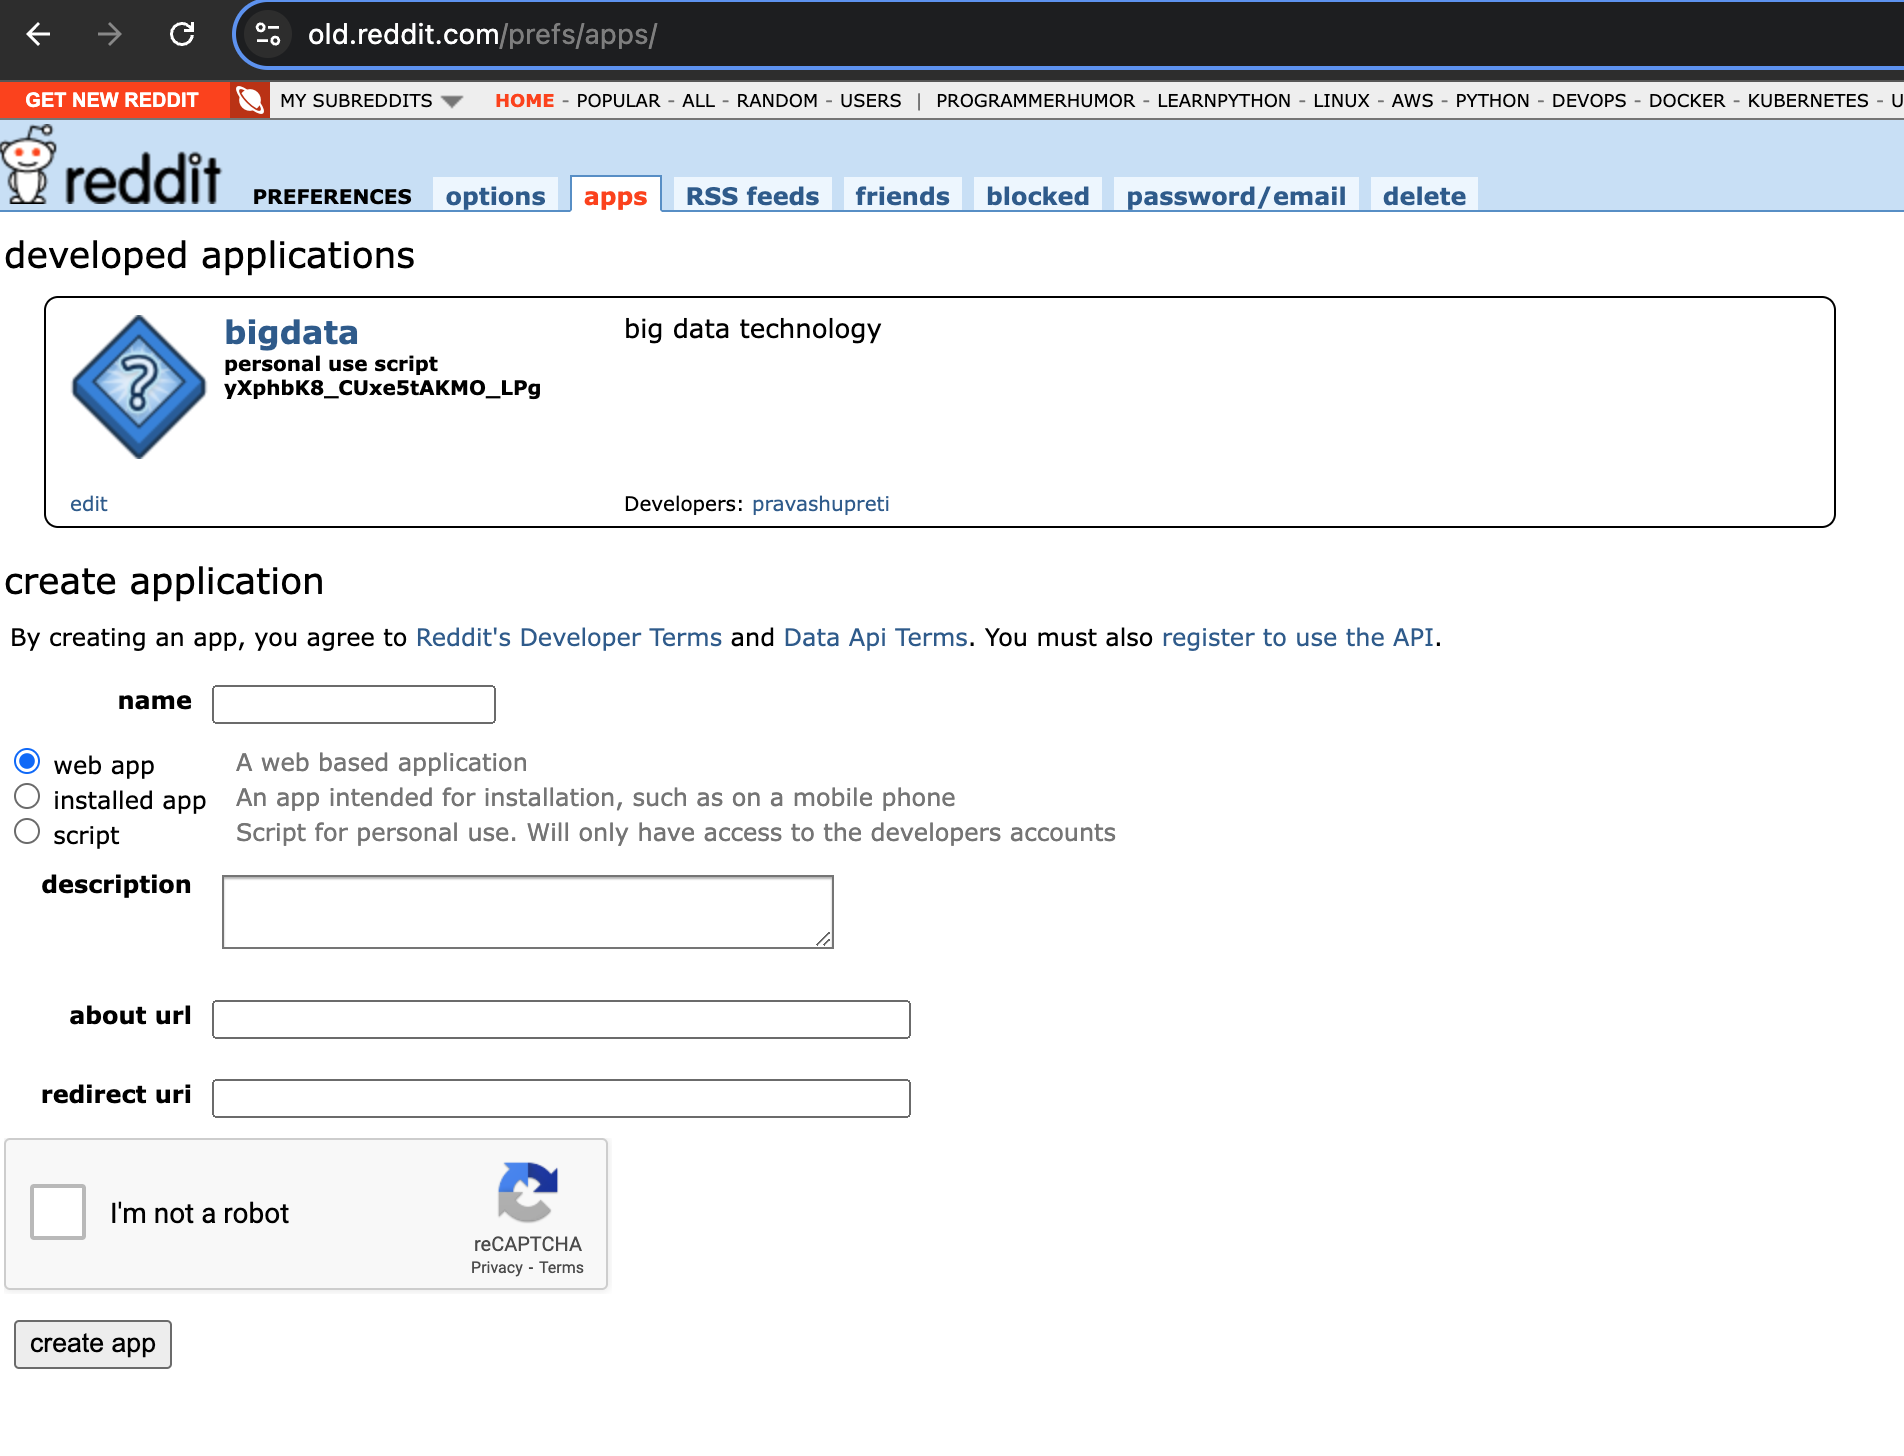 old.reddit.com/prefs/apps/
GET NEW REDDIT MY SUBREDDITS HOME - POPULAR - ALL - RANDOM - USERS | PROGRAMMERHUMOR - LEARNPYTHON - LINUX - AWS - PYTHON - DEVOPS - DOCKER - KUBERNETES - U
reddit PREFERENCES options apps RSS feeds friends blocked password/email delete
developed applications
bigdata big data technology
personal use script
yXphbK8_CUxe5tAKMO_LPg
edit Developers: pravashupreti
create application
By creating an app, you agree to Reddit's Developer Terms and Data Api Terms. You must also register to use the API.
name
web app A web based application
installed app An app intended for installation, such as on a mobile phone
script Script for personal use. Will only have access to the developers accounts
description
about url
redirect uri
I'm not a robot
reCAPTCHA
Privacy - Terms
create app